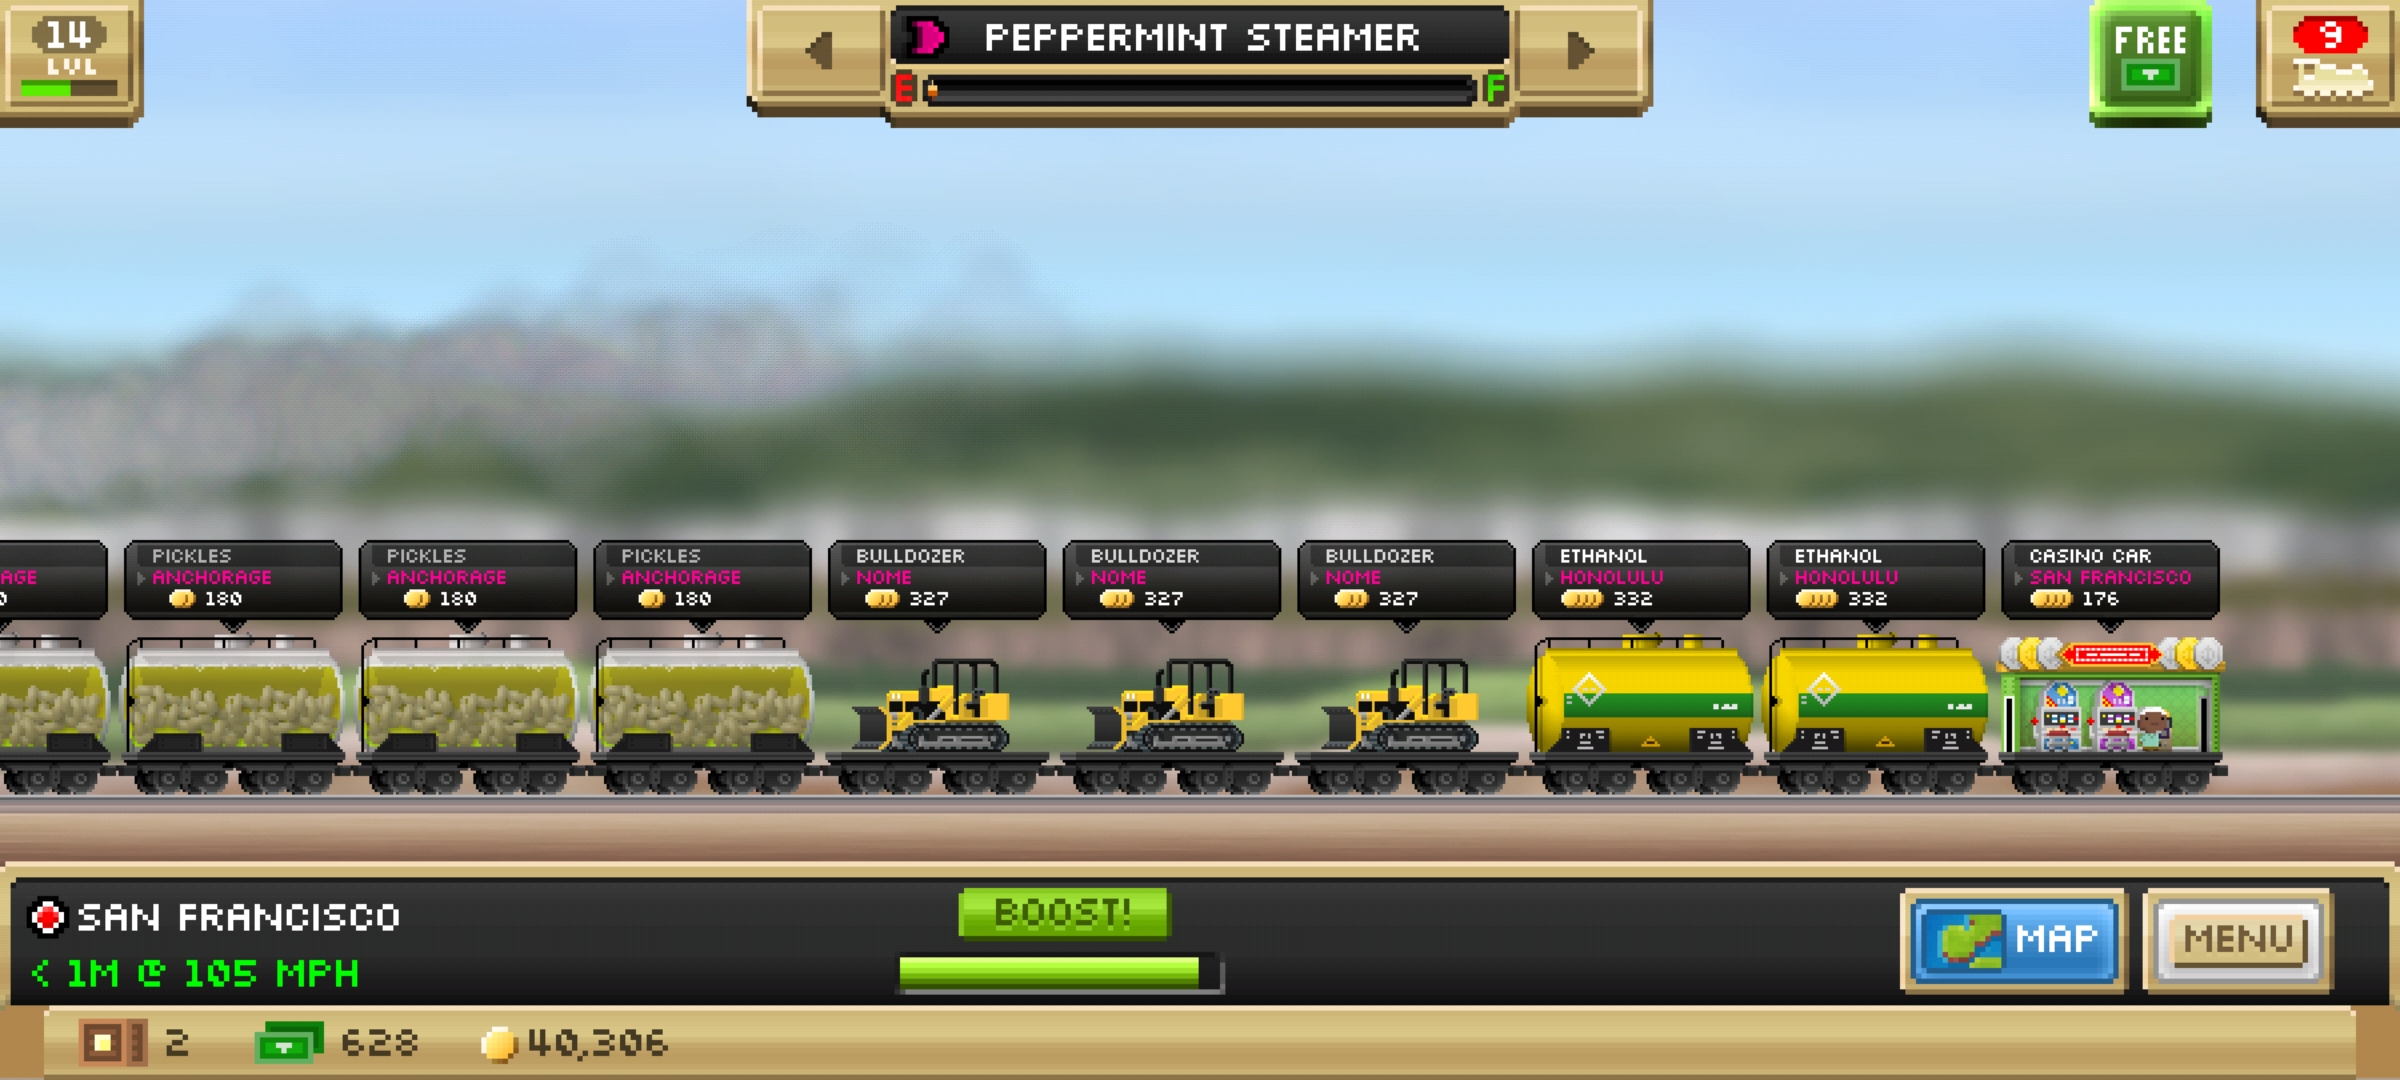 14
LVL
PEPPERMINT STEAMER
E F
FREE
9
AGE
0
PICKLES
ANCHORAGE
180
PICKLES
ANCHORAGE
180
PICKLES
ANCHORAGE
180
BULLDOZER
NOME
327
BULLDOZER
NOME
327
BULLDOZER
NOME
327
ETHANOL
HONOLULU
332
ETHANOL
HONOLULU
332
CASINO CAR
SAN FRANCISCO
176
SAN FRANCISCO
< 1M @ 105 MPH
BOOST!
MAP
MENU
2 628 40,306